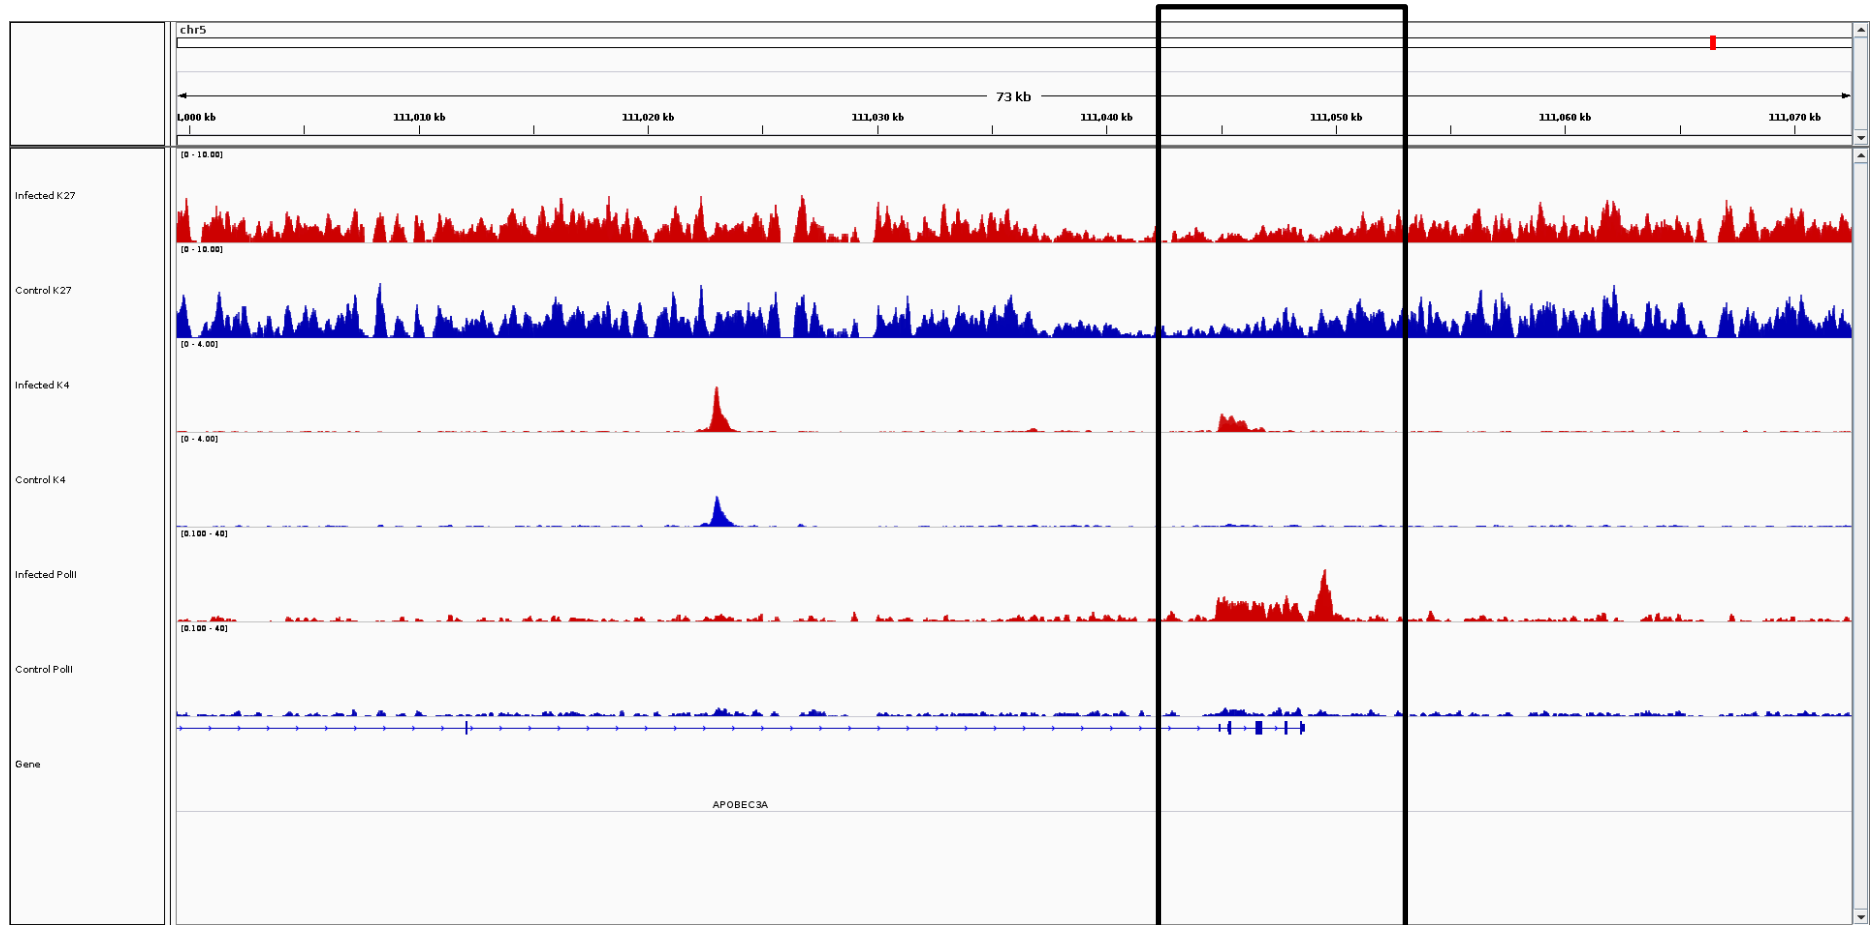 chr5
73 kb
1,000 kb 111,010 kb 111,020 kb 111,030 kb 111,040 kb 111,050 kb 111,060 kb 111,070 kb
[0 - 10.00]
Infected K27
[0 - 10.00]
Control K27
[0 - 4.00]
Infected K4
[0 - 4.00]
Control K4
[0.100 - 40]
Infected PolII
[0.100 - 40]
Control PolII
Gene
APOBEC3A